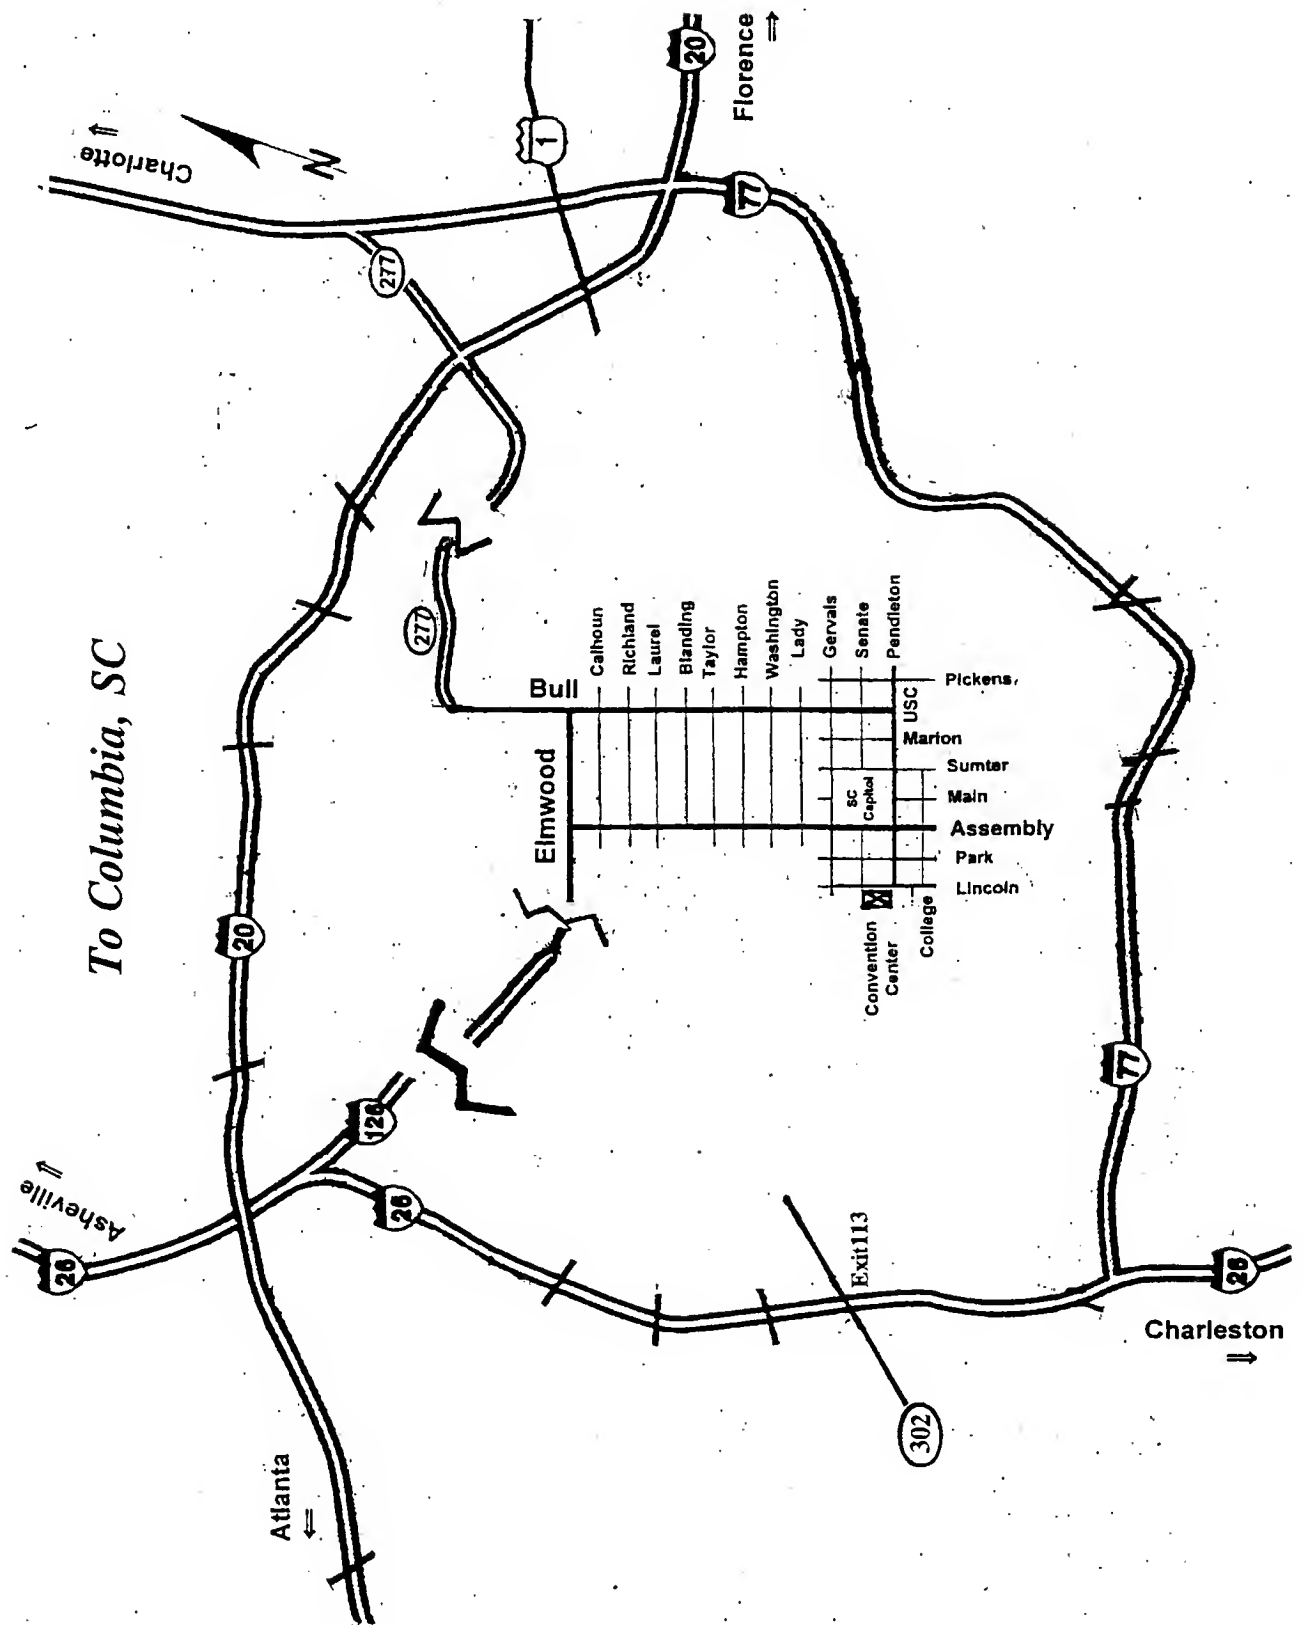 To Columbia, SC
Asheville
26
Charlotte
N
277
1
20
Florence
77
20
126
26
277
Bull
Elmwood
Calhoun
Richland
Laurel
Blanding
Taylor
Hampton
Washington
Lady
Gervais
Senate
Pendleton
Pickens
USC
Marion
Sumter
SC
Capitol
Main
Assembly
Park
Lincoln
Convention
Center
College
Atlanta
302
Exit113
77
26
Charleston